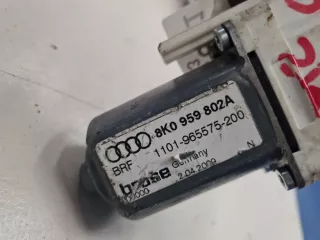 8K0 959 802A
1101-965575-200
BRF
Germany
brose
2.04.2009
N